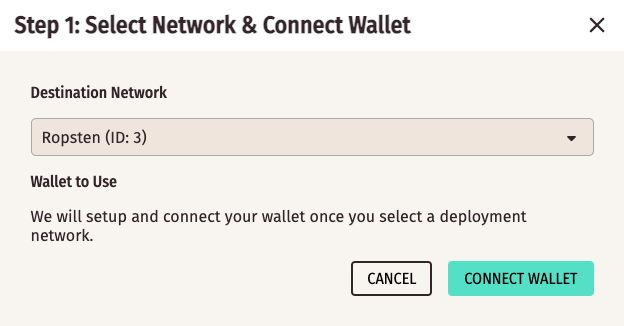 Step 1: Select Network & Connect Wallet
Destination Network
Ropsten (ID: 3)
Wallet to Use
We will setup and connect your wallet once you select a deployment
network.
CANCEL
CONNECT WALLET